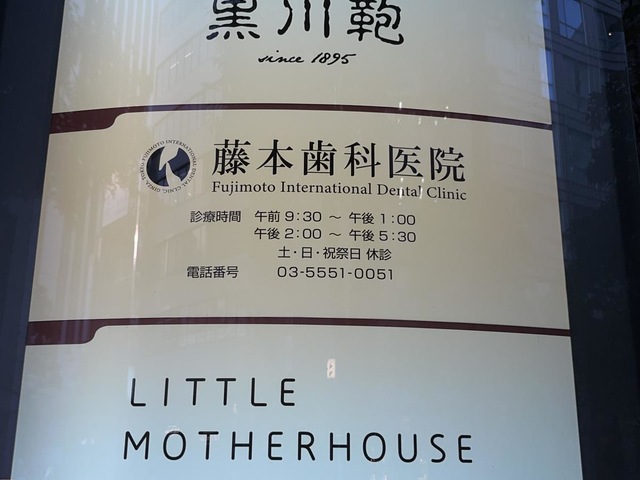 黒川鞄
since 1895
藤本歯科医院
Fujimoto International Dental Clinic
診療時間 午前 9:30 ～ 午後 1:00
午後 2:00 ～ 午後 5:30
土・日・祝祭日 休診
電話番号 03-5551-0051
LITTLE
MOTHERHOUSE